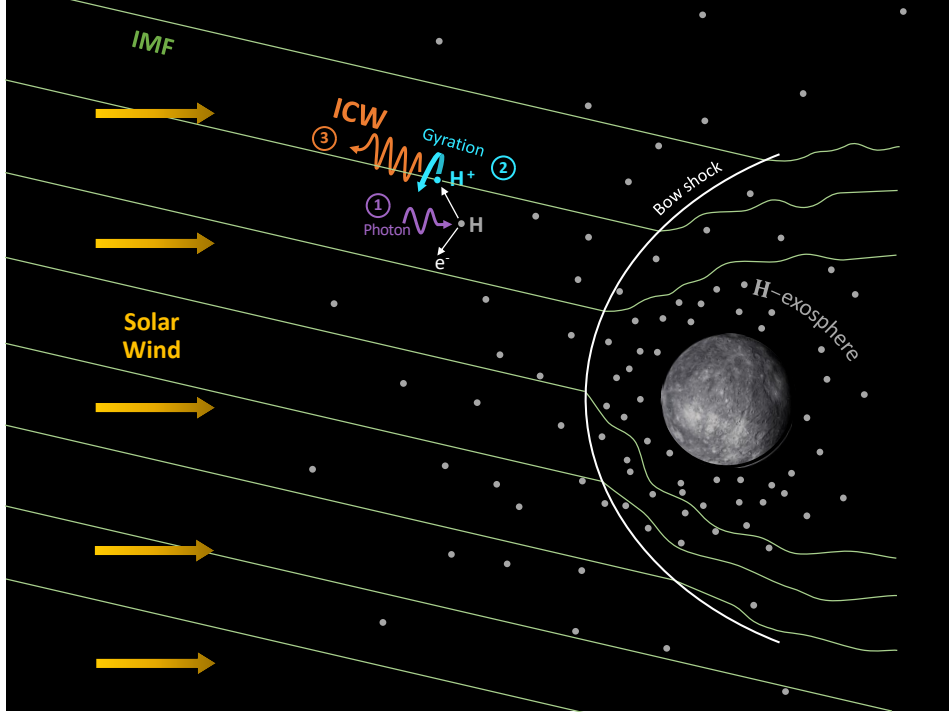 IMF
ICW
3
Gyration
2
H⁺
1
Photon
H
e⁻
Bow shock
H–exosphere
Solar
Wind